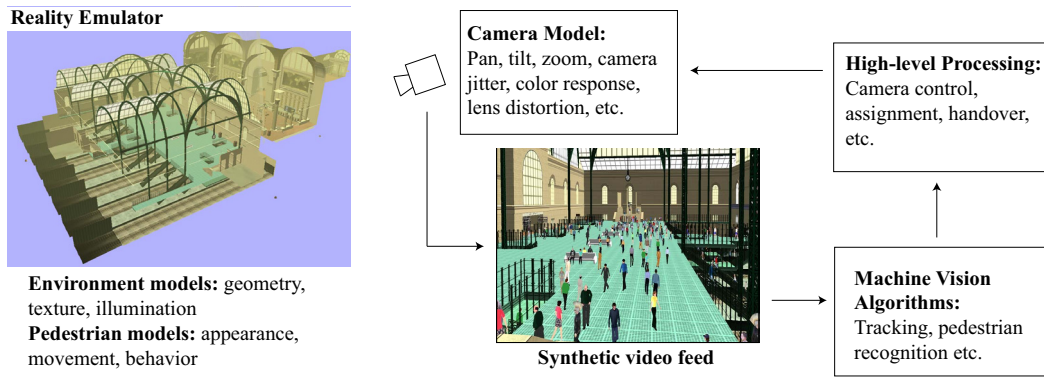 Reality Emulator
Environment models: geometry,
texture, illumination
Pedestrian models: appearance,
movement, behavior
Camera Model:
Pan, tilt, zoom, camera
jitter, color response,
lens distortion, etc.
Synthetic video feed
High-level Processing:
Camera control,
assignment, handover,
etc.
Machine Vision
Algorithms:
Tracking, pedestrian
recognition etc.